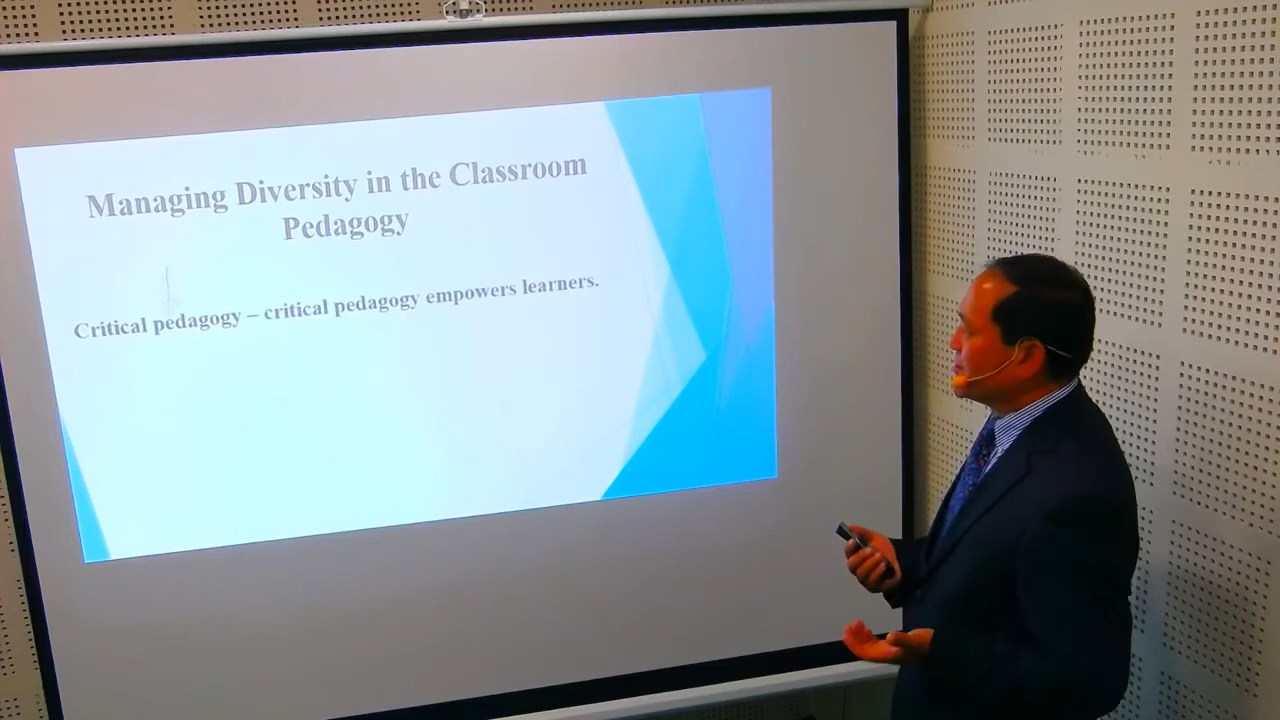 Managing Diversity in the Classroom
Pedagogy
Critical pedagogy – critical pedagogy empowers learners.